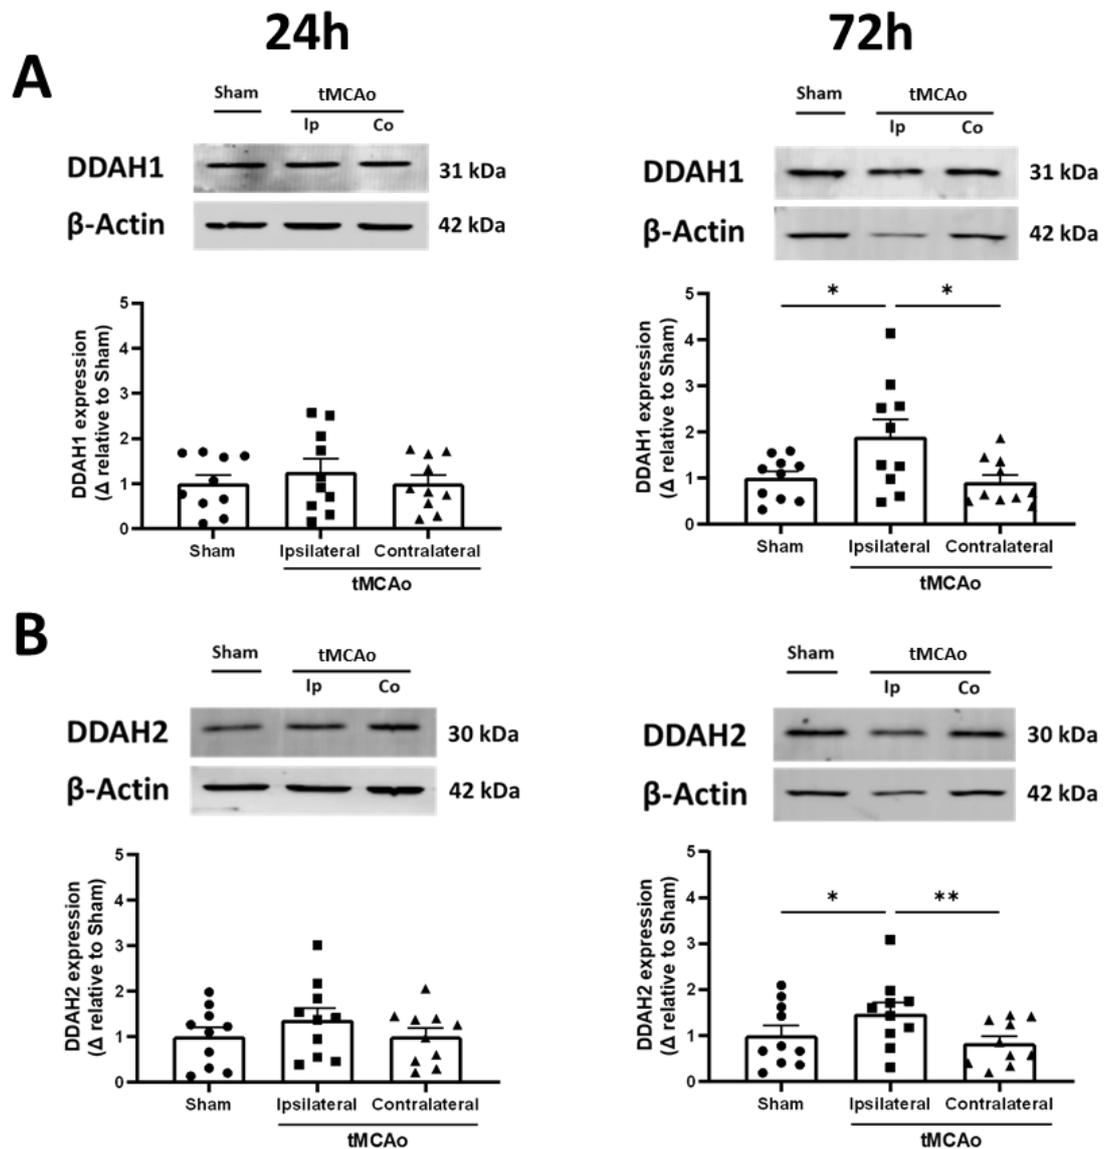 24h
72h
A
Sham
tMCAo
Ip
Co
DDAH1
31 kDa
β-Actin
42 kDa
Sham
tMCAo
Ip
Co
DDAH1
31 kDa
β-Actin
42 kDa
DDAH1 expression
(Δ relative to Sham)
5
4
3
2
1
0
Sham
Ipsilateral
Contralateral
tMCAo
DDAH1 expression
(Δ relative to Sham)
5
4
3
2
1
0
*
*
Sham
Ipsilateral
Contralateral
tMCAo
B
Sham
tMCAo
Ip
Co
DDAH2
30 kDa
β-Actin
42 kDa
Sham
tMCAo
Ip
Co
DDAH2
30 kDa
β-Actin
42 kDa
DDAH2 expression
(Δ relative to Sham)
5
4
3
2
1
0
Sham
Ipsilateral
Contralateral
tMCAo
DDAH2 expression
(Δ relative to Sham)
5
4
3
2
1
0
*
**
Sham
Ipsilateral
Contralateral
tMCAo